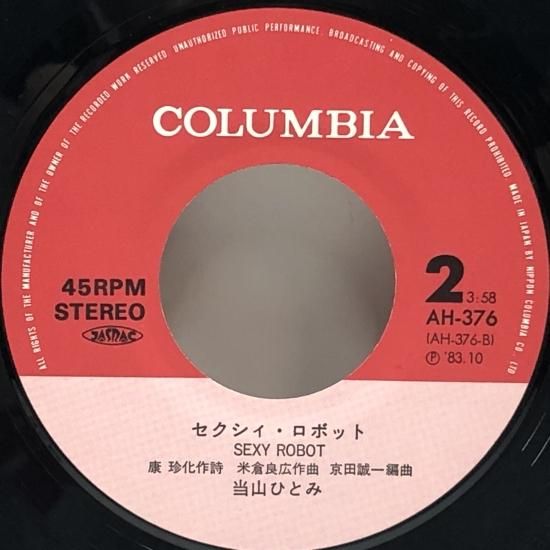 ALL RIGHTS OF THE MANUFACTURER AND OF THE OWNER OF THE RECORDED WORK RESERVED. UNAUTHORIZED PUBLIC PERFORMANCE, BROADCASTING AND COPYING OF THIS RECORD PROHIBITED. MADE IN JAPAN BY NIPPON COLUMBIA CO., LTD
COLUMBIA
45RPM
STEREO
JASRAC
2 3:58
AH-376
(AH-376-B)
Ⓟ '83.10
セクシィ・ロボット
SEXY ROBOT
康 珍化作詩 米倉良広作曲 京田誠一編曲
当山ひとみ